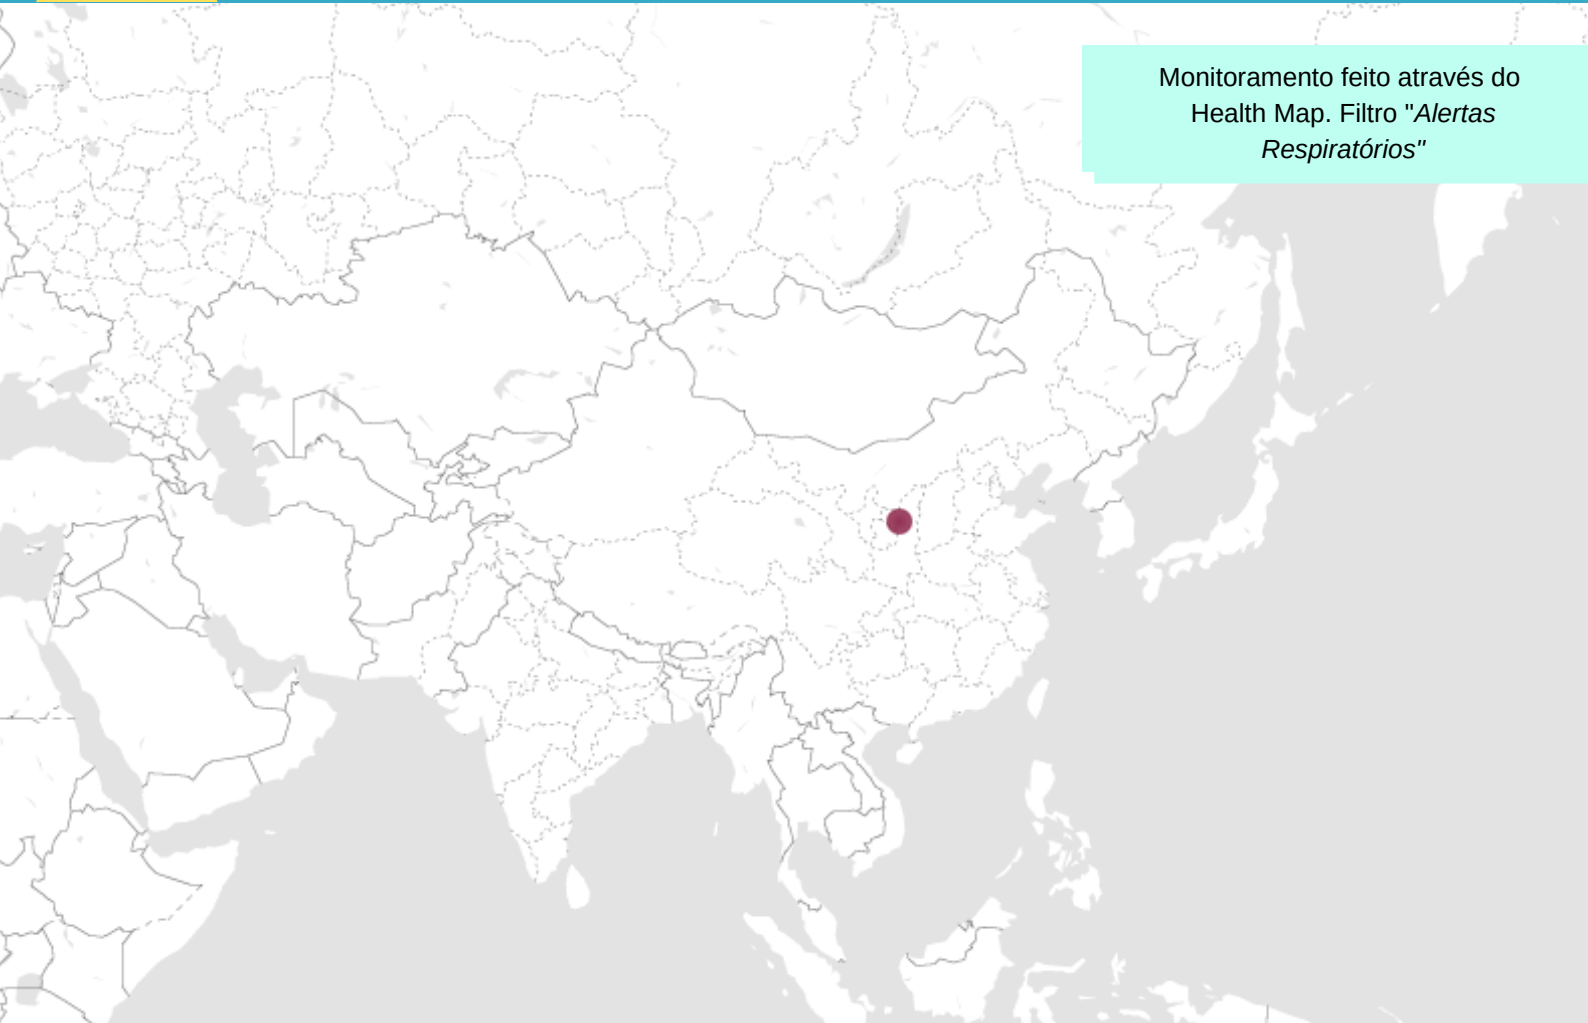 Monitoramento feito através do
Health Map. Filtro "Alertas
Respiratórios"